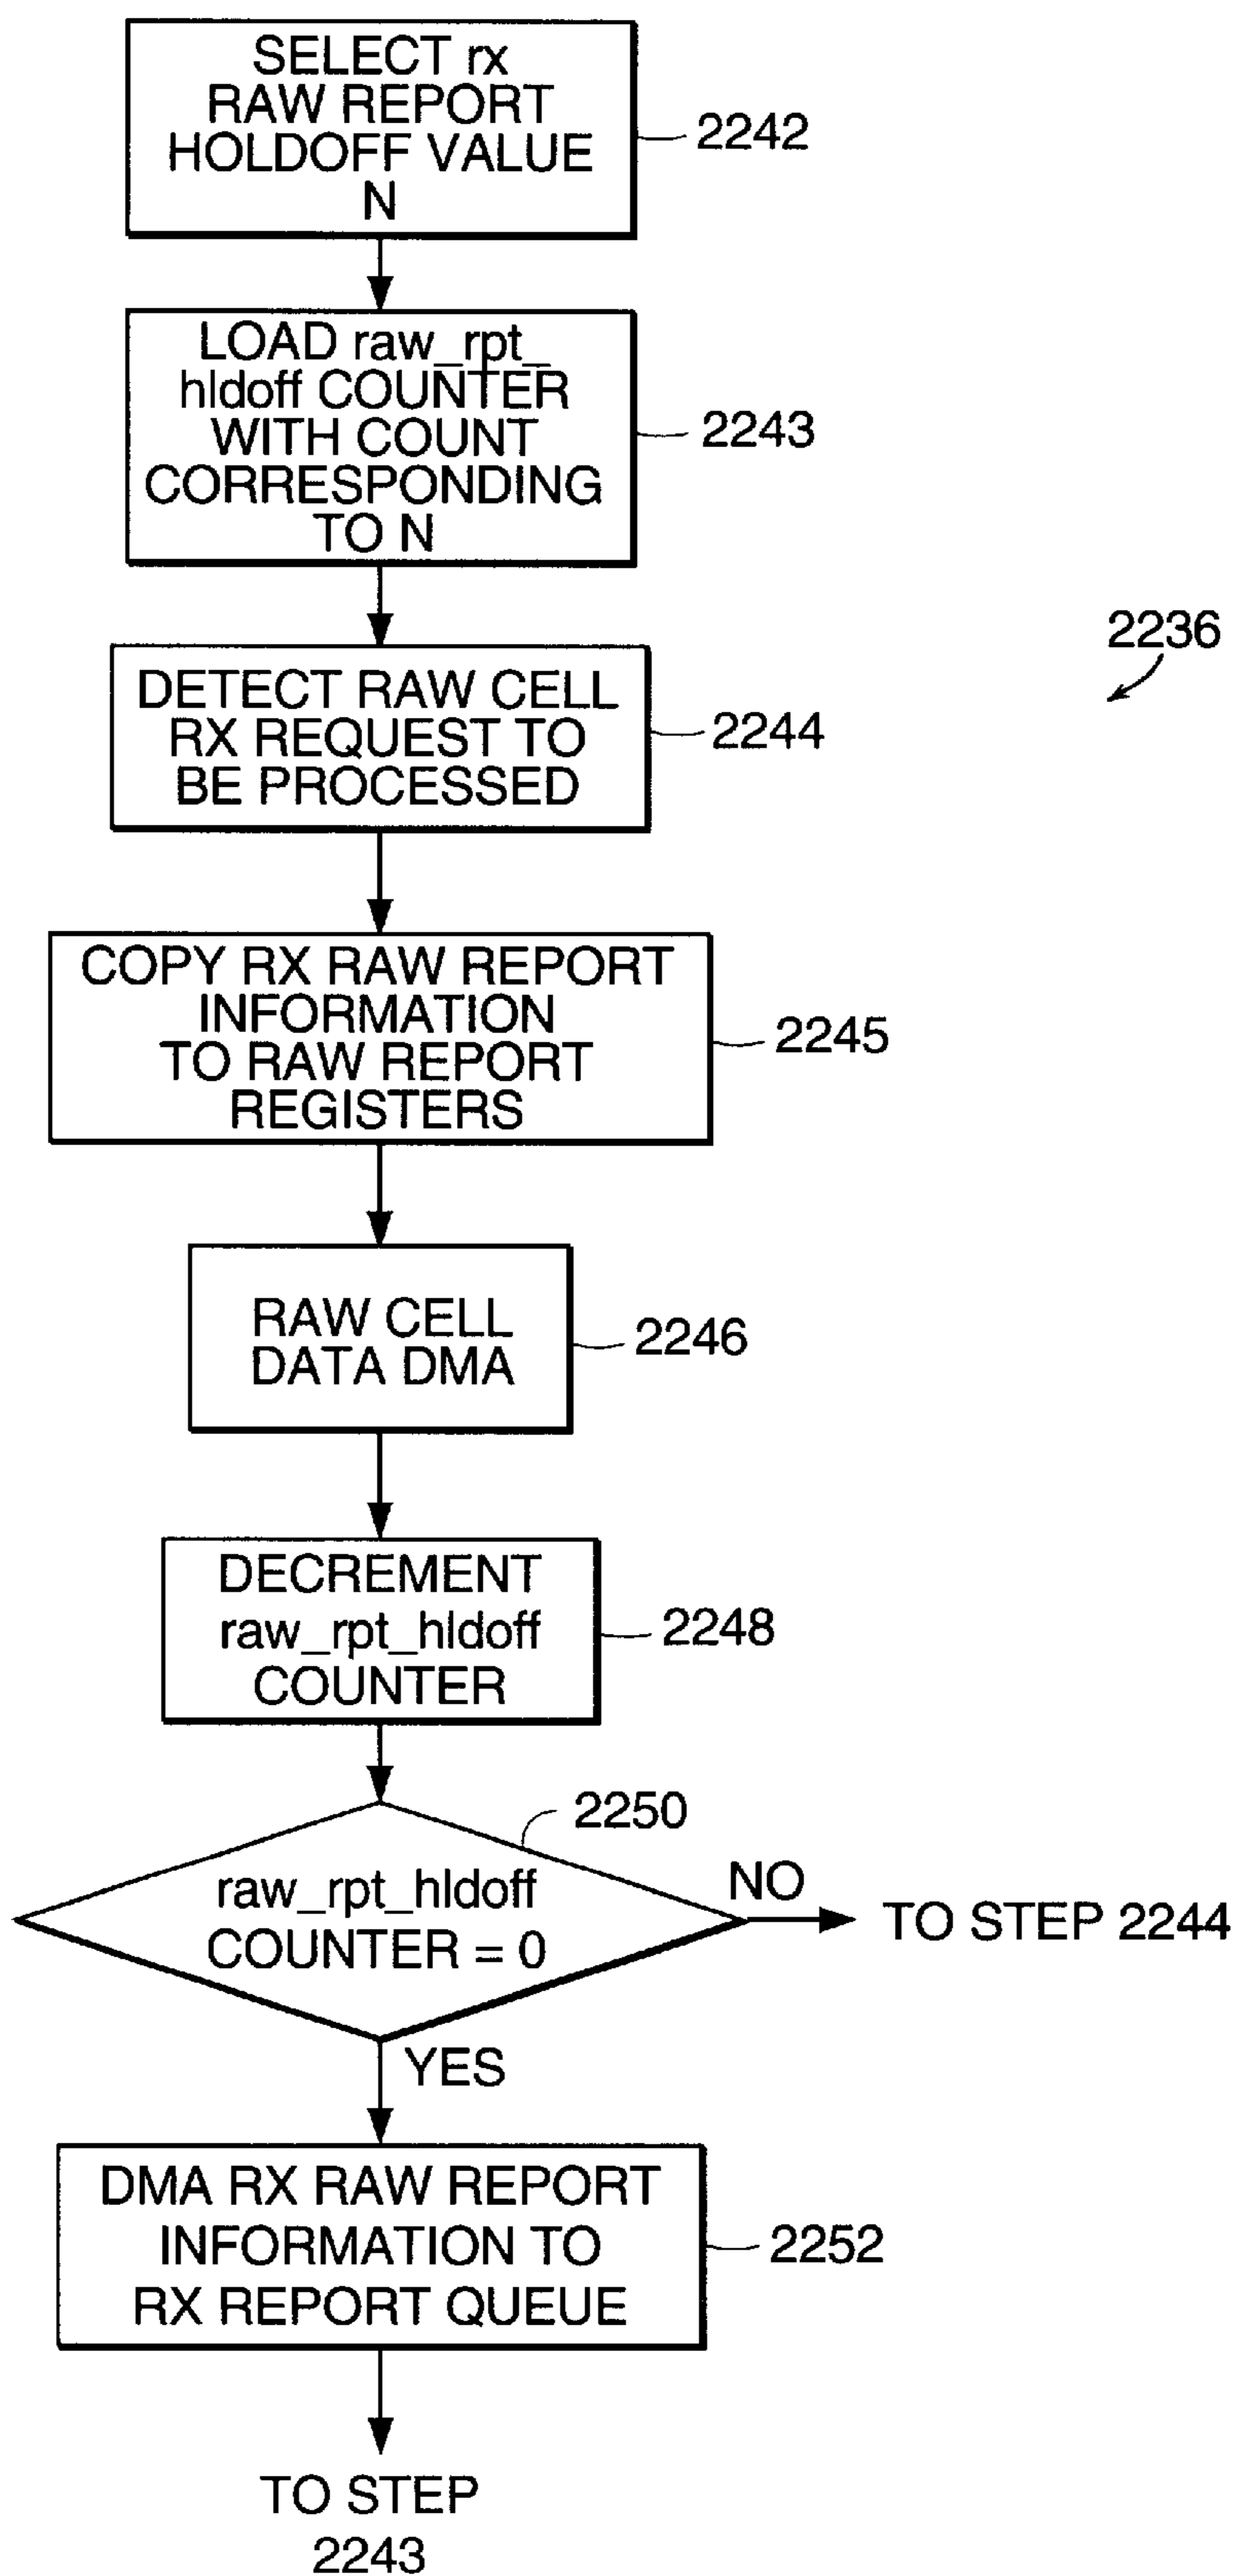 SELECT rx
RAW REPORT
HOLDOFF VALUE
N
2242
LOAD raw_rpt_
hldoff COUNTER
WITH COUNT
CORRESPONDING
TO N
2243
2236
DETECT RAW CELL
RX REQUEST TO
BE PROCESSED
2244
COPY RX RAW REPORT
INFORMATION
TO RAW REPORT
REGISTERS
2245
RAW CELL
DATA DMA
2246
DECREMENT
raw_rpt_hldoff
COUNTER
2248
2250
raw_rpt_hldoff
COUNTER = 0
NO
TO STEP 2244
YES
DMA RX RAW REPORT
INFORMATION TO
RX REPORT QUEUE
2252
TO STEP
2243